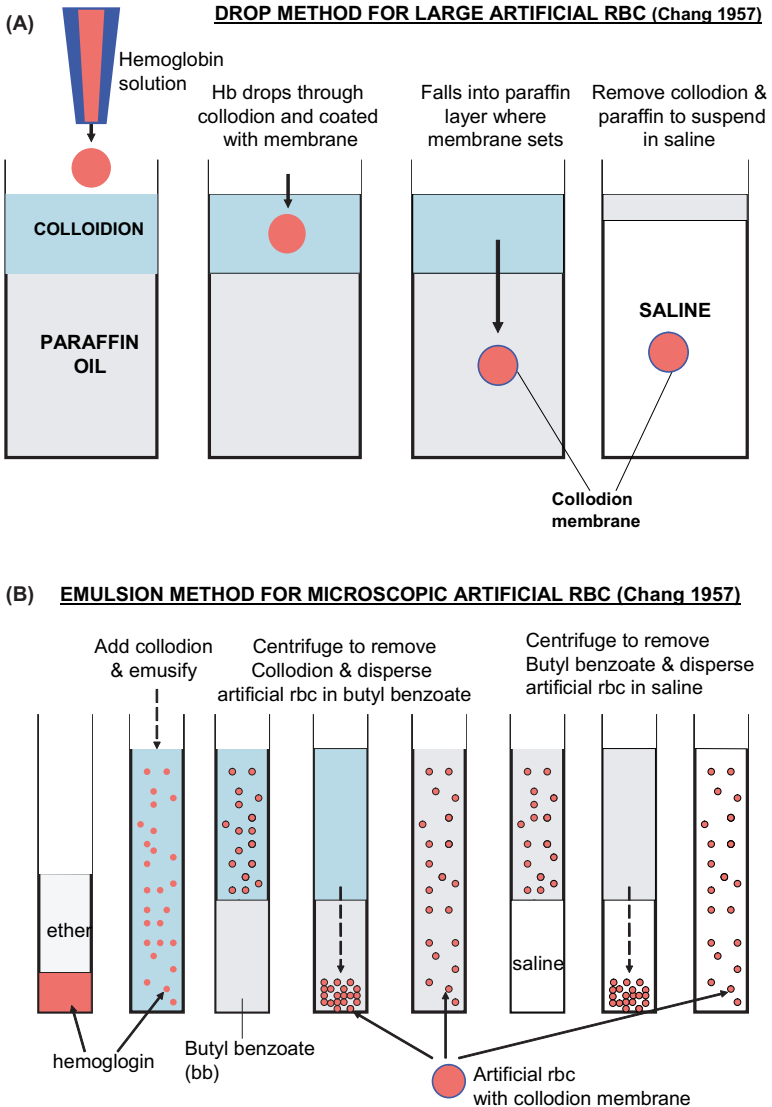 (A)
DROP METHOD FOR LARGE ARTIFICIAL RBC (Chang 1957)
Hemoglobin
solution
Hb drops through
collodion and coated
with membrane
Falls into paraffin
layer where
membrane sets
Remove collodion &
paraffin to suspend
in saline
COLLOIDION
PARAFFIN
OIL
SALINE
Collodion
membrane
(B)
EMULSION METHOD FOR MICROSCOPIC ARTIFICIAL RBC (Chang 1957)
Add collodion
& emusify
Centrifuge to remove
Collodion & disperse
artificial rbc in butyl benzoate
Centrifuge to remove
Butyl benzoate & disperse
artificial rbc in saline
ether
saline
hemoglogin
Butyl benzoate
(bb)
Artificial rbc
with collodion membrane